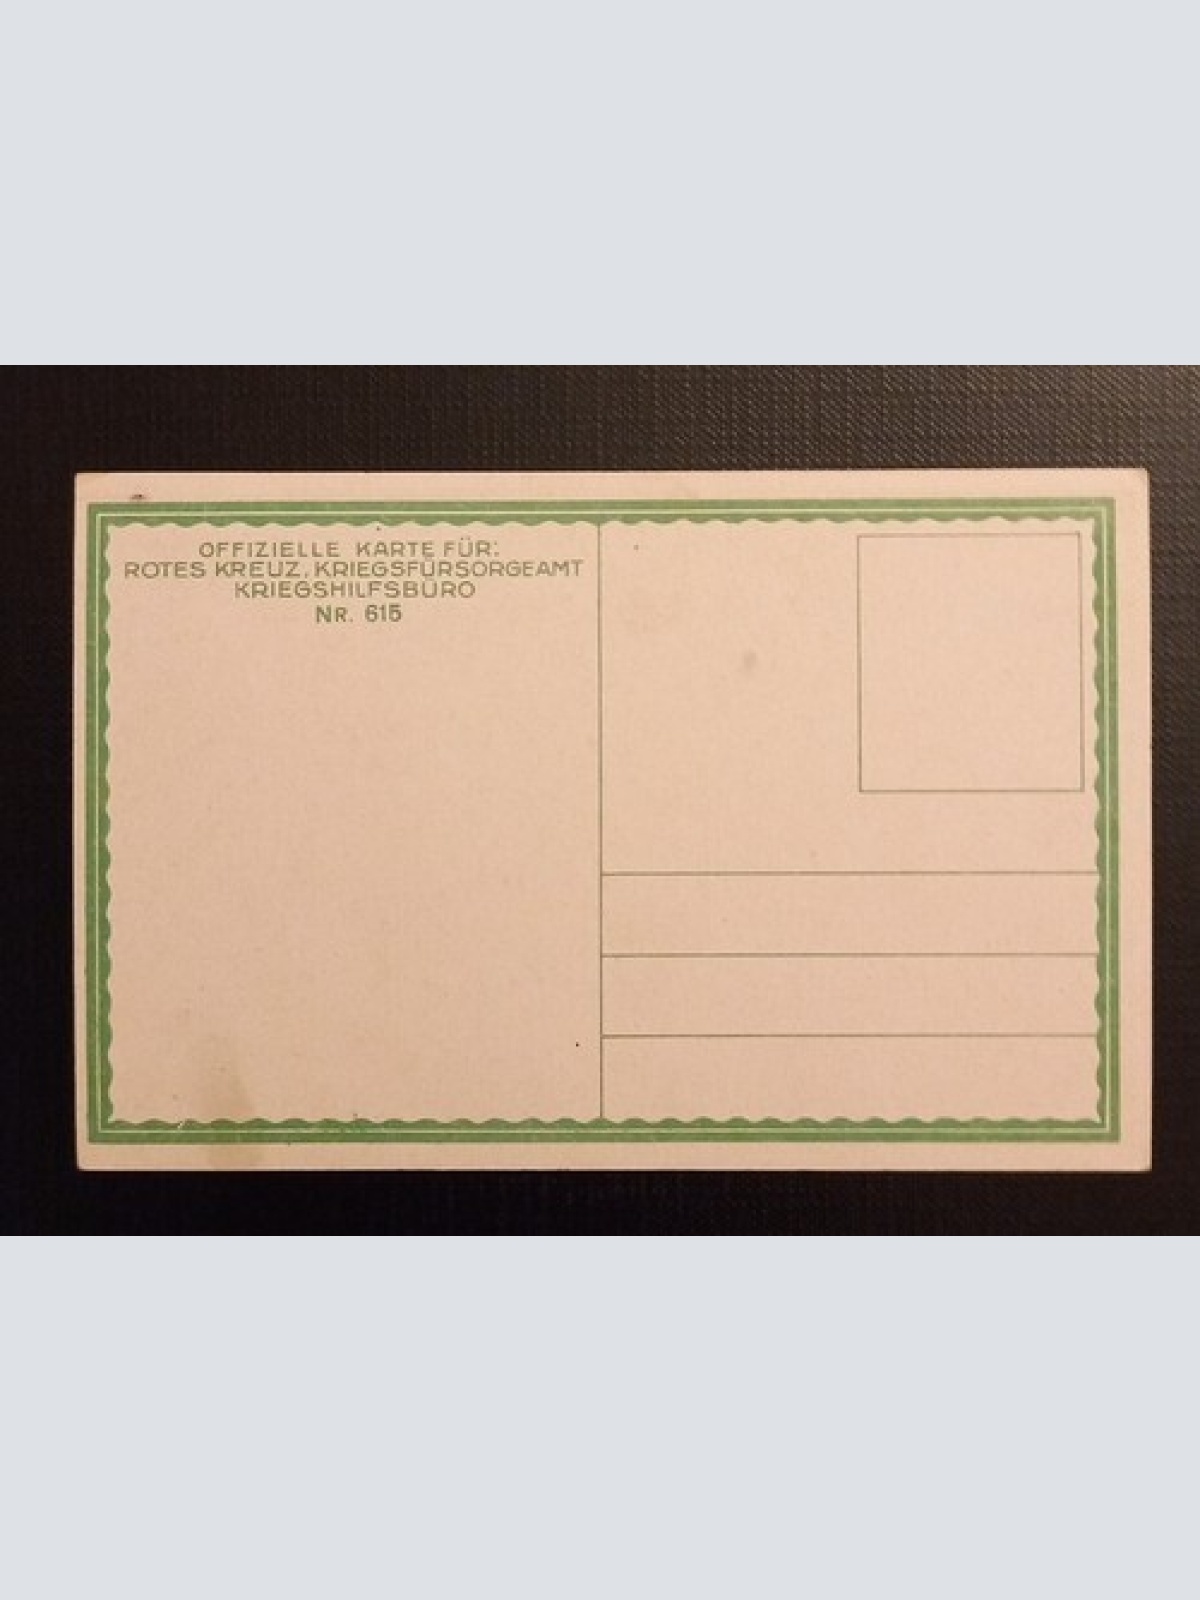 OFFIZIELLE KARTE FÜR:
ROTES KREUZ, KRIEGSFÜRSORGEAMT
KRIEGSHILFSBÜRO
NR. 615